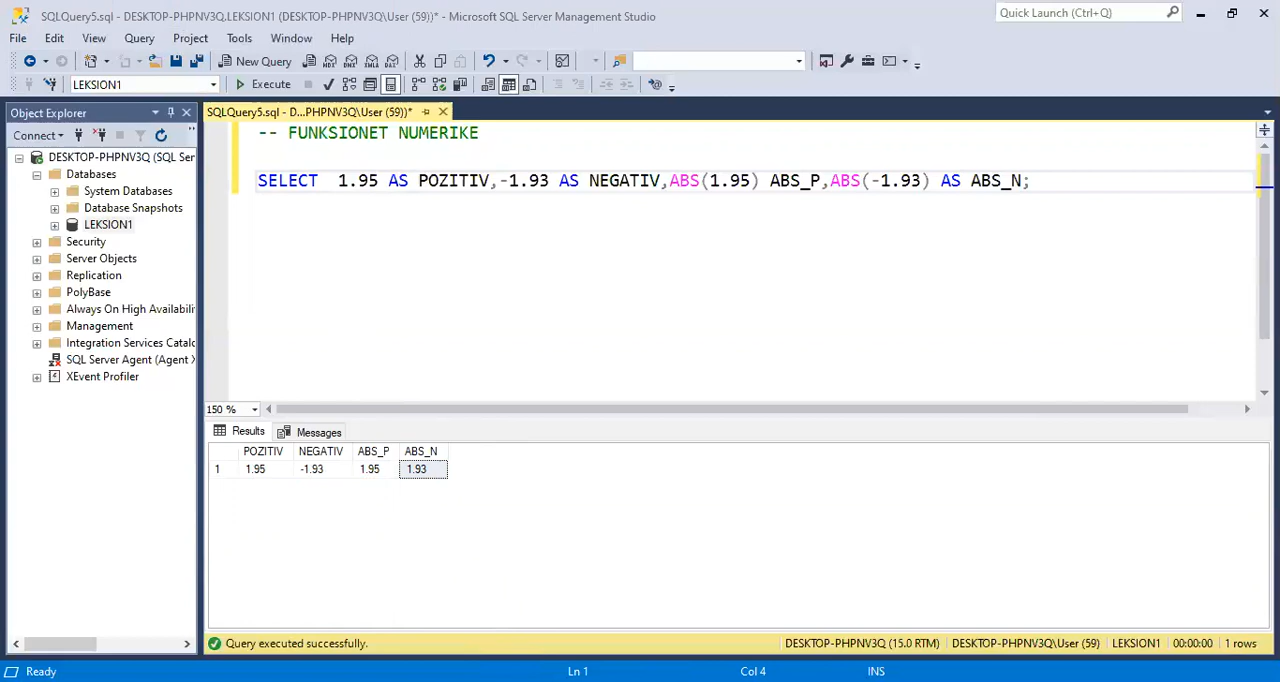 SQLQuery5.sql - DESKTOP-PHPNV3Q.LEKSION1 (DESKTOP-PHPNV3Q\User (59))* - Microsoft SQL Server Management Studio
Quick Launch (Ctrl+Q)
File Edit View Query Project Tools Window Help
New Query
MDX DMX XMLA DAX
LEKSION1
Execute
Object Explorer
SQLQuery5.sql - D...PHPNV3Q\User (59))*
Connect
DESKTOP-PHPNV3Q (SQL Ser
Databases
System Databases
Database Snapshots
LEKSION1
Security
Server Objects
Replication
PolyBase
Always On High Availabili
Management
Integration Services Catalo
SQL Server Agent (Agent X
XEvent Profiler
-- FUNKSIONET NUMERIKE
SELECT  1.95 AS POZITIV,-1.93 AS NEGATIV,ABS(1.95) ABS_P,ABS(-1.93) AS ABS_N;
150 %
Results Messages
POZITIV NEGATIV ABS_P ABS_N
1 1.95 -1.93 1.95 1.93
Query executed successfully.
DESKTOP-PHPNV3Q (15.0 RTM) DESKTOP-PHPNV3Q\User (59) LEKSION1 00:00:00 1 rows
Ready Ln 1 Col 4 INS